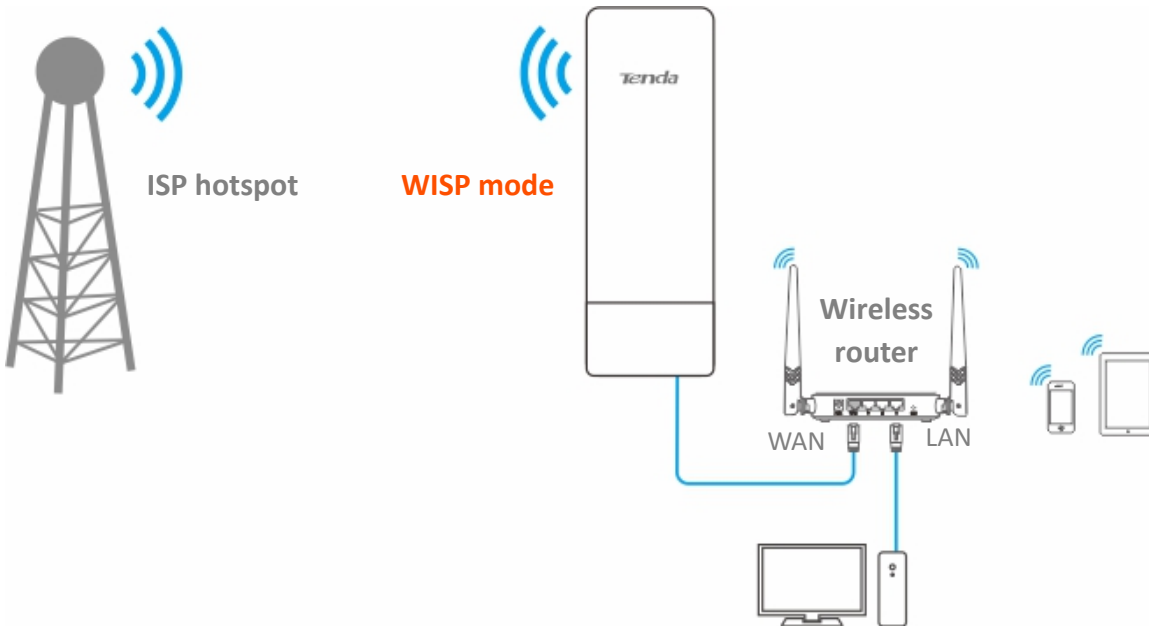 Tenda
ISP hotspot
WISP mode
Wireless
router
WAN
LAN